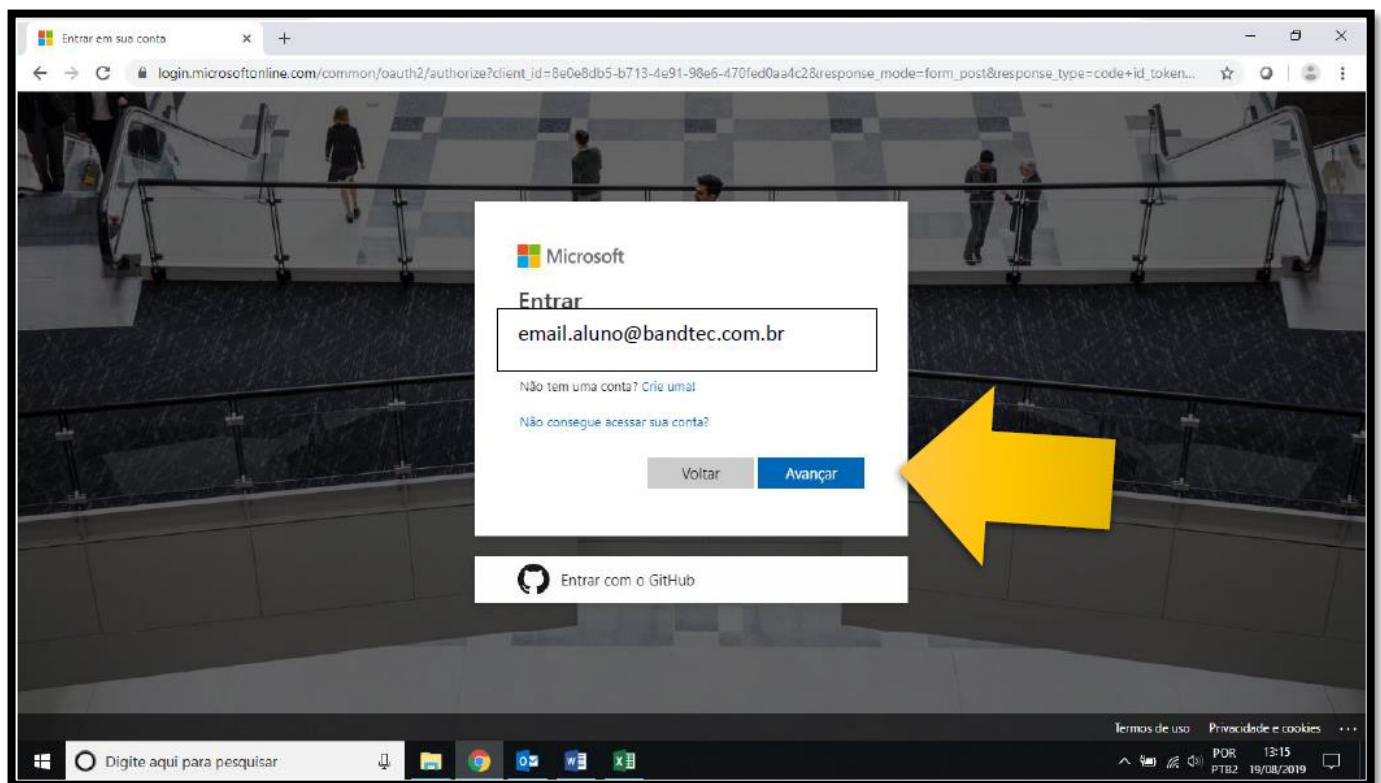 Entrar em sua conta
login.microsoftonline.com/common/oauth2/authorize?client_id=8e0e8db5-b713-4e91-98e6-470fed0aa4c2&response_mode=form_post&response_type=code+id_token...
Microsoft
Entrar
email.aluno@bandtec.com.br
Não tem uma conta? Crie uma!
Não consegue acessar sua conta?
Voltar Avançar
Entrar com o GitHub
Termos de uso Privacidade e cookies ...
Digite aqui para pesquisar
POR 13:15
PTB2 19/08/2019